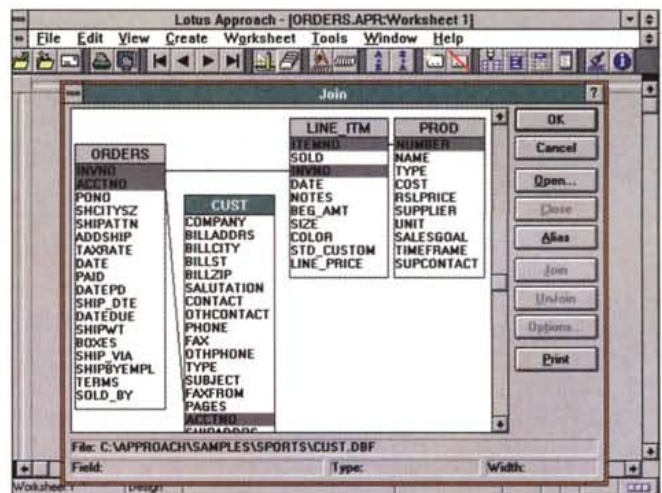 Lotus Approach - [ORDERS.APR:Worksheet 1]
File Edit View Create Worksheet Tools Window Help
Join
?
ORDERS
INVNO
ACCTNO
PONO
SHCITYSZ
SHIPATTN
ADDSHIP
TAXRATE
DATE
PAID
DATEPD
SHIP_DTE
DATEDUE
SHIPWT
BOXES
SHIP_VIA
SHIPBYEMPL
TERMS
SOLD_BY
CUST
COMPANY
BILLADDRS
BILLCITY
BILLST
BILLZIP
SALUTATION
CONTACT
OTHCONTACT
PHONE
FAX
OTHPHONE
TYPE
SUBJECT
FAXFROM
PAGES
ACCTNO
SHIPADDRS
LINE_ITM
ITEMNO
SOLD
INVNO
DATE
NOTES
BEG_AMT
SIZE
COLOR
STD_CUSTOM
LINE_PRICE
PROD
NUMBER
NAME
TYPE
COST
RSLPRICE
SUPPLIER
UNIT
SALESGOAL
TIMEFRAME
SUPCONTACT
OK
Cancel
Open...
Close
Alias
Join
UnJoin
Options...
Print
File: C:\APPROACH\SAMPLES\SPORTS\CUST.DBF
Field: Type: Width:
Worksheet 1 Design